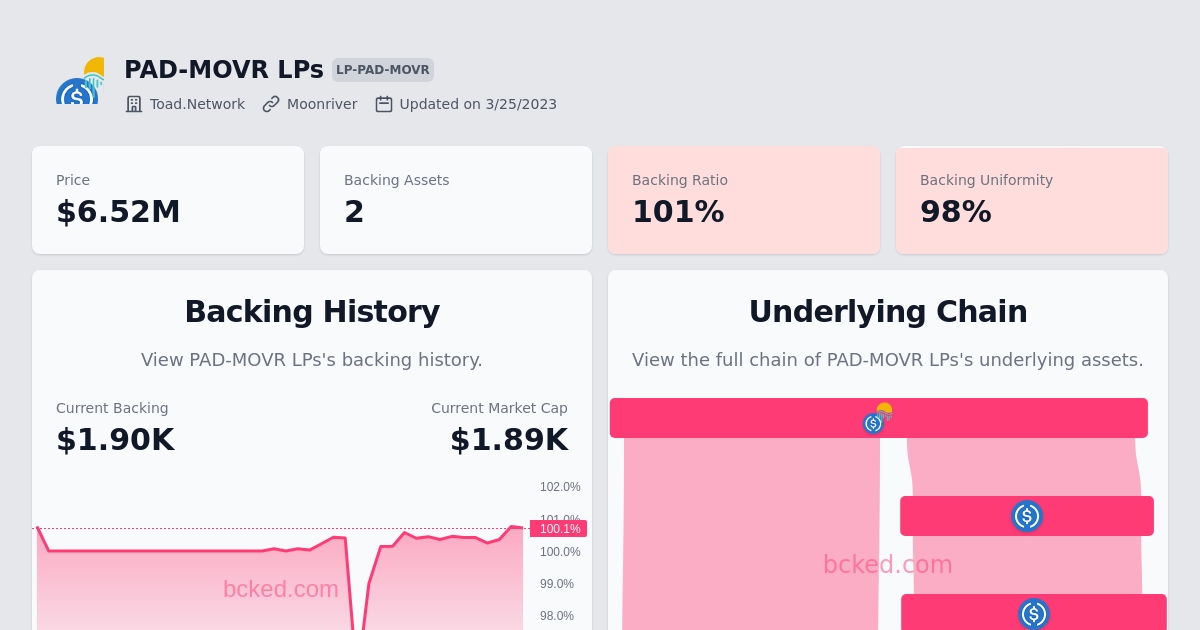 PAD-MOVR LPs LP-PAD-MOVR
Toad.Network Moonriver Updated on 3/25/2023
Price
$6.52M
Backing Assets
2
Backing Ratio
101%
Backing Uniformity
98%
Backing History
View PAD-MOVR LPs's backing history.
Current Backing
$1.90K
Current Market Cap
$1.89K
102.0%
101.0%
100.1%
100.0%
99.0%
98.0%
bcked.com
Underlying Chain
View the full chain of PAD-MOVR LPs's underlying assets.
bcked.com